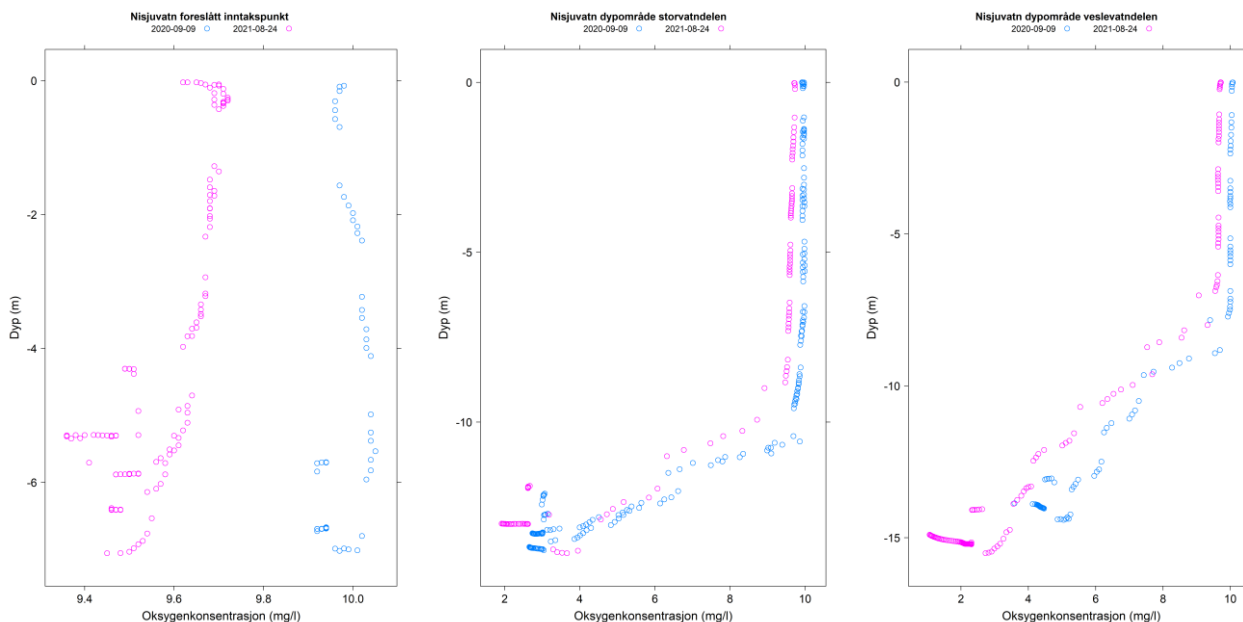 Nisjuvatn foreslått inntakspunkt
2020-09-09 2021-08-24
0
-2
-4
-6
Dyp (m)
9.4 9.6 9.8 10.0
Oksygenkonsentrasjon (mg/l)
Nisjuvatn dypområde storvatndelen
2020-09-09 2021-08-24
0
-5
-10
Dyp (m)
2 4 6 8 10
Oksygenkonsentrasjon (mg/l)
Nisjuvatn dypområde veslevatndelen
2020-09-09 2021-08-24
0
-5
-10
-15
Dyp (m)
2 4 6 8 10
Oksygenkonsentrasjon (mg/l)